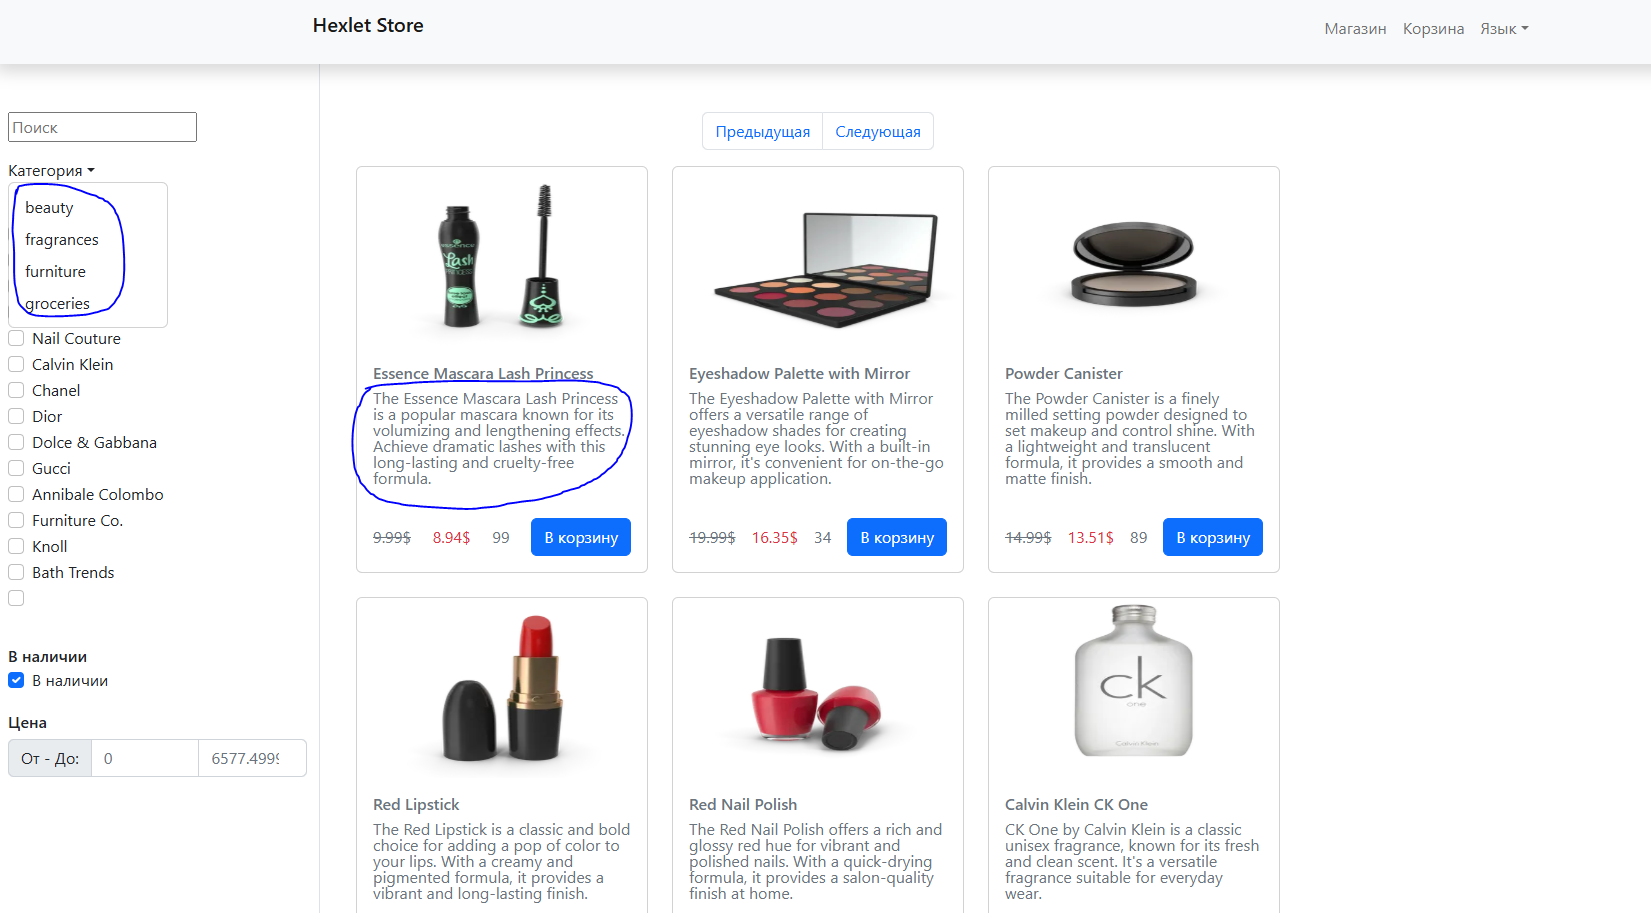 Hexlet Store
Магазин Корзина Язык
Поиск
Категория
beauty
fragrances
furniture
groceries
Nail Couture
Calvin Klein
Chanel
Dior
Dolce & Gabbana
Gucci
Annibale Colombo
Furniture Co.
Knoll
Bath Trends
В наличии
В наличии
Цена
От - До: 0 6577.499
Предыдущая Следующая
essence
Lash
PRINCESS
Essence Mascara Lash Princess
The Essence Mascara Lash Princess
is a popular mascara known for its
volumizing and lengthening effects.
Achieve dramatic lashes with this
long-lasting and cruelty-free
formula.
9.99$ 8.94$ 99 В корзину
Eyeshadow Palette with Mirror
The Eyeshadow Palette with Mirror
offers a versatile range of
eyeshadow shades for creating
stunning eye looks. With a built-in
mirror, it's convenient for on-the-go
makeup application.
19.99$ 16.35$ 34 В корзину
Powder Canister
The Powder Canister is a finely
milled setting powder designed to
set makeup and control shine. With
a lightweight and translucent
formula, it provides a smooth and
matte finish.
14.99$ 13.51$ 89 В корзину
Red Lipstick
The Red Lipstick is a classic and bold
choice for adding a pop of color to
your lips. With a creamy and
pigmented formula, it provides a
vibrant and long-lasting finish.
Red Nail Polish
The Red Nail Polish offers a rich and
glossy red hue for vibrant and
polished nails. With a quick-drying
formula, it provides a salon-quality
finish at home.
ck
one
Calvin Klein
Calvin Klein CK One
CK One by Calvin Klein is a classic
unisex fragrance, known for its fresh
and clean scent. It's a versatile
fragrance suitable for everyday
wear.